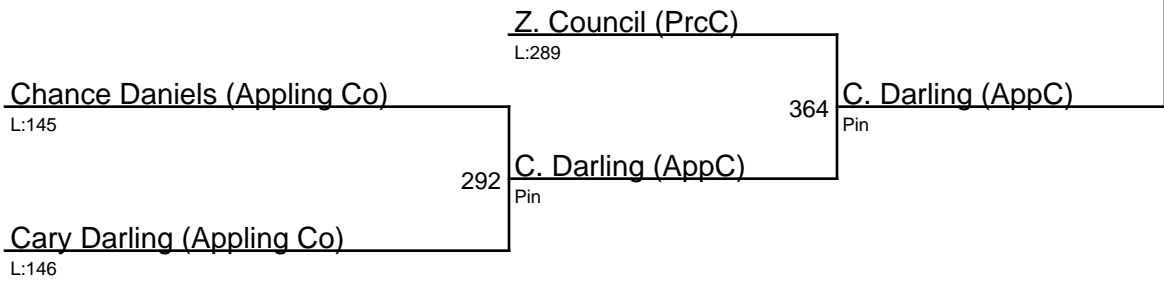 Z. Council (PrcC)
L:289
Chance Daniels (Appling Co)
L:145
364
C. Darling (AppC)
Pin
292
C. Darling (AppC)
Pin
Cary Darling (Appling Co)
L:146